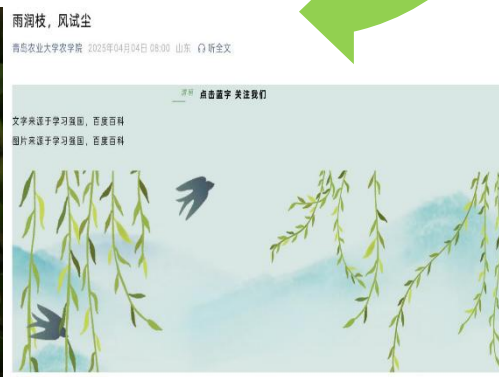 雨润枝，风试尘
青岛农业大学农学院 2025年04月04日 08:00 山东 听全文
清明 点击蓝字 关注我们
文字来源于学习强国，百度百科
图片来源于学习强国，百度百科